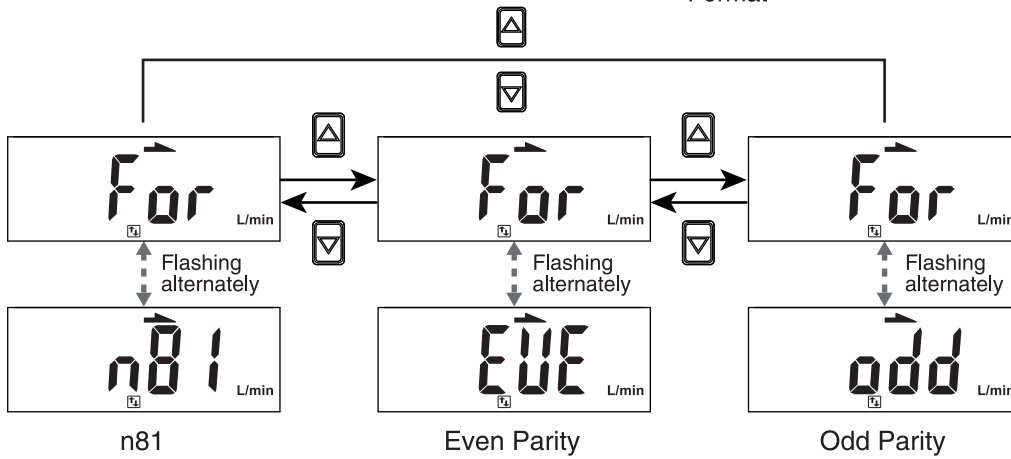 For
L/min
For
L/min
For
L/min
Flashing
alternately
Flashing
alternately
Flashing
alternately
n81
L/min
EVE
L/min
odd
L/min
n81
Even Parity
Odd Parity